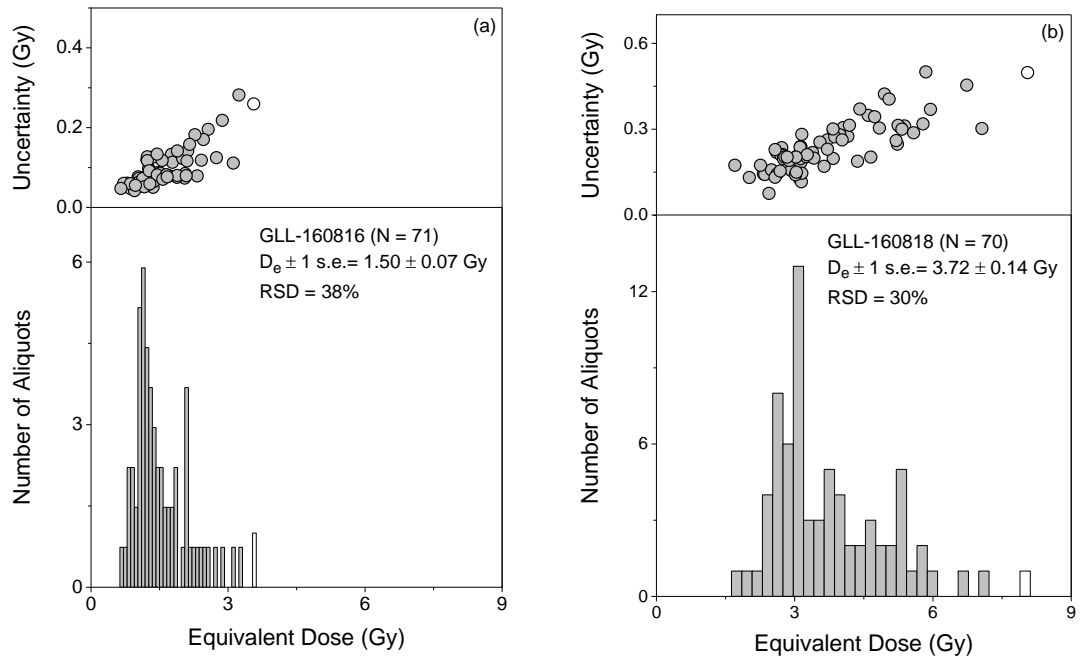 (a)
Uncertainty (Gy)
0.4
0.2
0.0
GLL-160816 (N = 71)
Dₑ ± 1 s.e.= 1.50 ± 0.07 Gy
RSD = 38%
Number of Aliquots
6
3
0
0 3 6 9
Equivalent Dose (Gy)
(b)
Uncertainty (Gy)
0.6
0.3
0.0
GLL-160818 (N = 70)
Dₑ ± 1 s.e.= 3.72 ± 0.14 Gy
RSD = 30%
Number of Aliquots
12
6
0
0 3 6 9
Equivalent Dose (Gy)